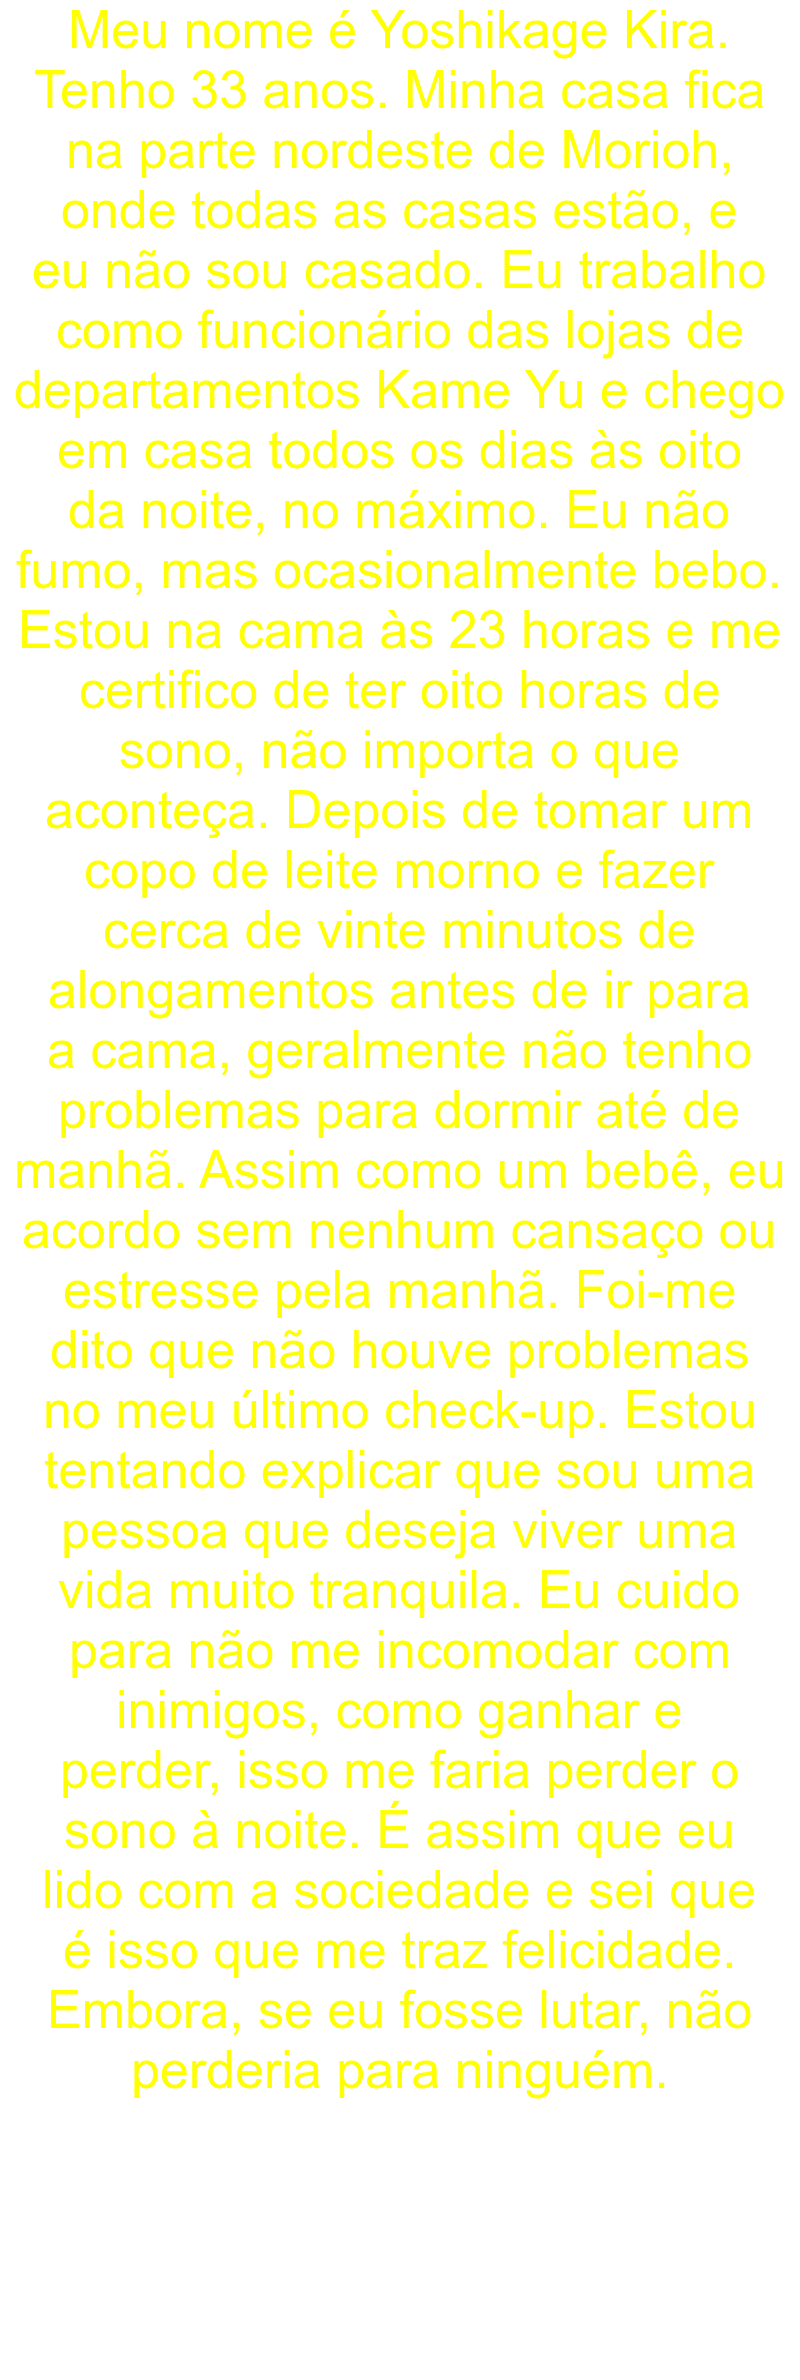 Meu nome é Yoshikage Kira.
Tenho 33 anos. Minha casa fica
na parte nordeste de Morioh,
onde todas as casas estão, e
eu não sou casado. Eu trabalho
como funcionário das lojas de
departamentos Kame Yu e chego
em casa todos os dias às oito
da noite, no máximo. Eu não
fumo, mas ocasionalmente bebo.
Estou na cama às 23 horas e me
certifico de ter oito horas de
sono, não importa o que
aconteça. Depois de tomar um
copo de leite morno e fazer
cerca de vinte minutos de
alongamentos antes de ir para
a cama, geralmente não tenho
problemas para dormir até de
manhã. Assim como um bebê, eu
acordo sem nenhum cansaço ou
estresse pela manhã. Foi-me
dito que não houve problemas
no meu último check-up. Estou
tentando explicar que sou uma
pessoa que deseja viver uma
vida muito tranquila. Eu cuido
para não me incomodar com
inimigos, como ganhar e
perder, isso me faria perder o
sono à noite. É assim que eu
lido com a sociedade e sei que
é isso que me traz felicidade.
Embora, se eu fosse lutar, não
perderia para ninguém.